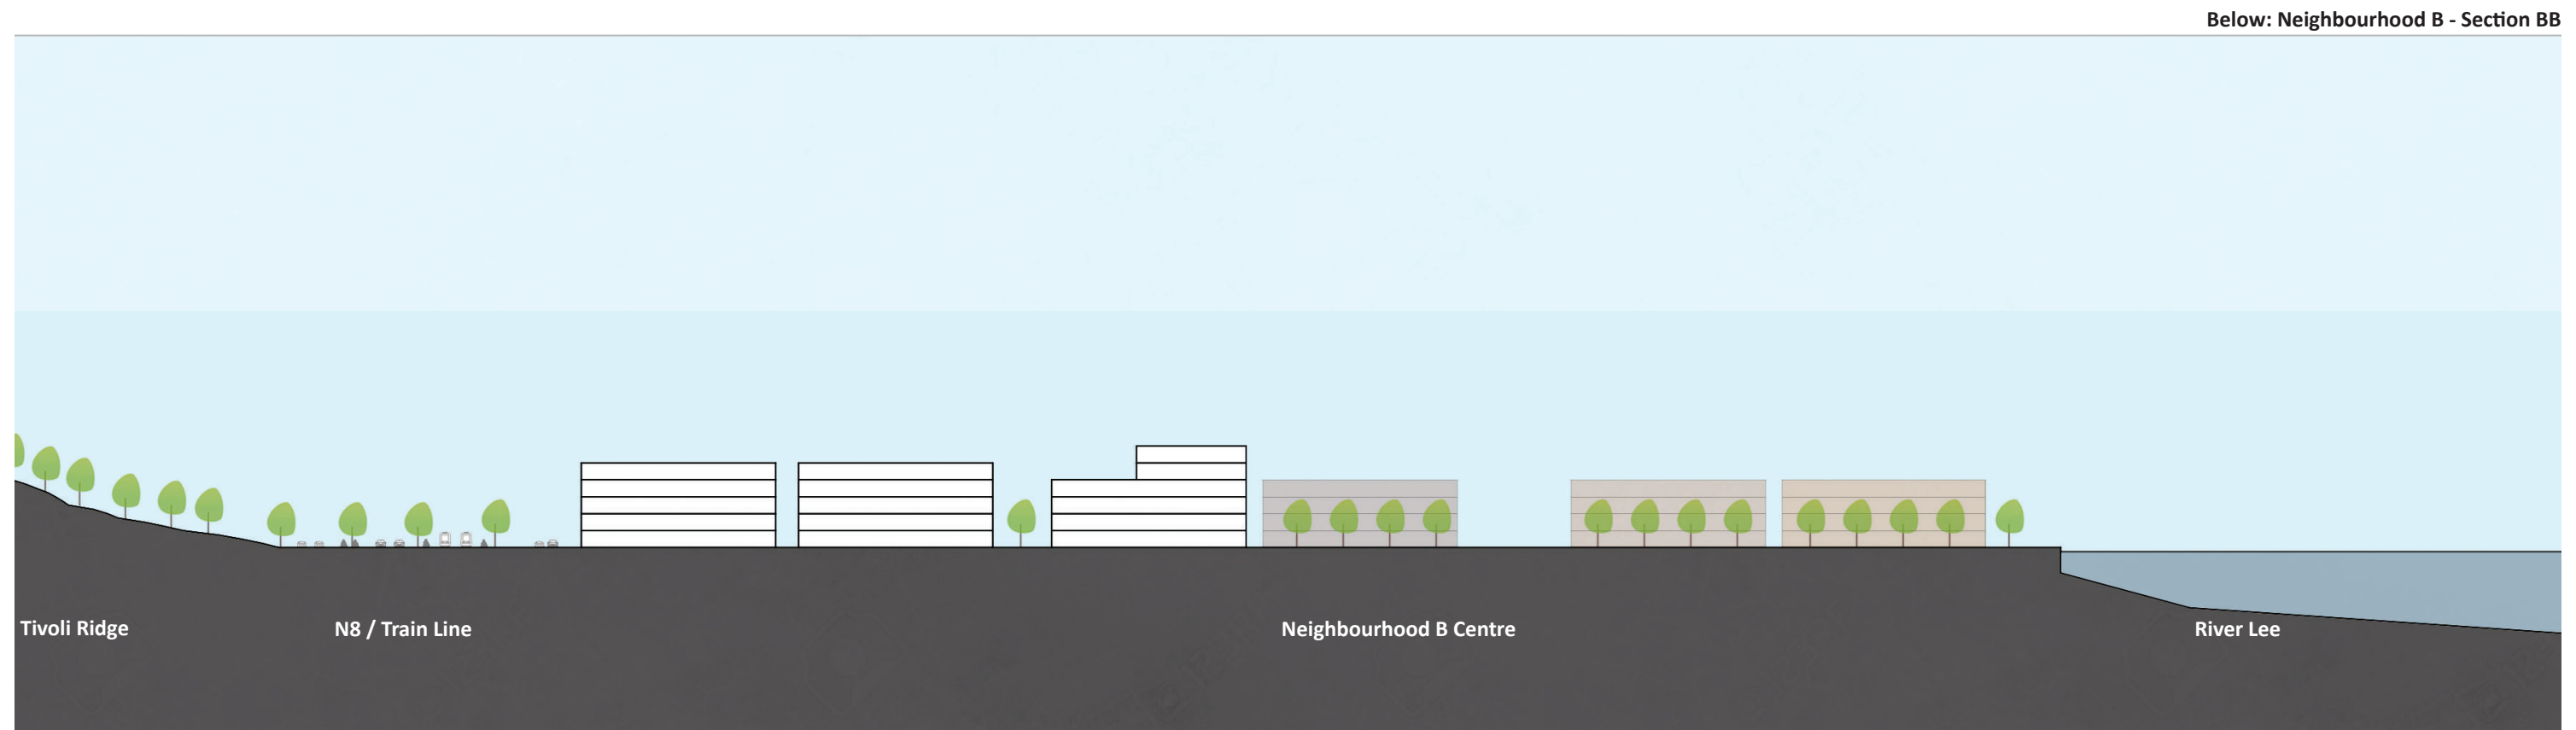 Below: Neighbourhood B - Section BB
Tivoli Ridge
N8 / Train Line
Neighbourhood B Centre
River Lee